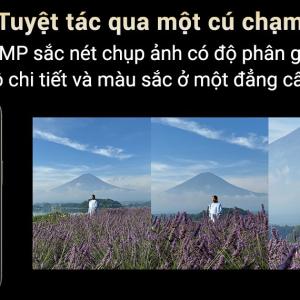 Tuyệt tác qua một cú chạm
MP sắc nét chụp ảnh có độ phân g
chi tiết và màu sắc ở một đẳng cấ